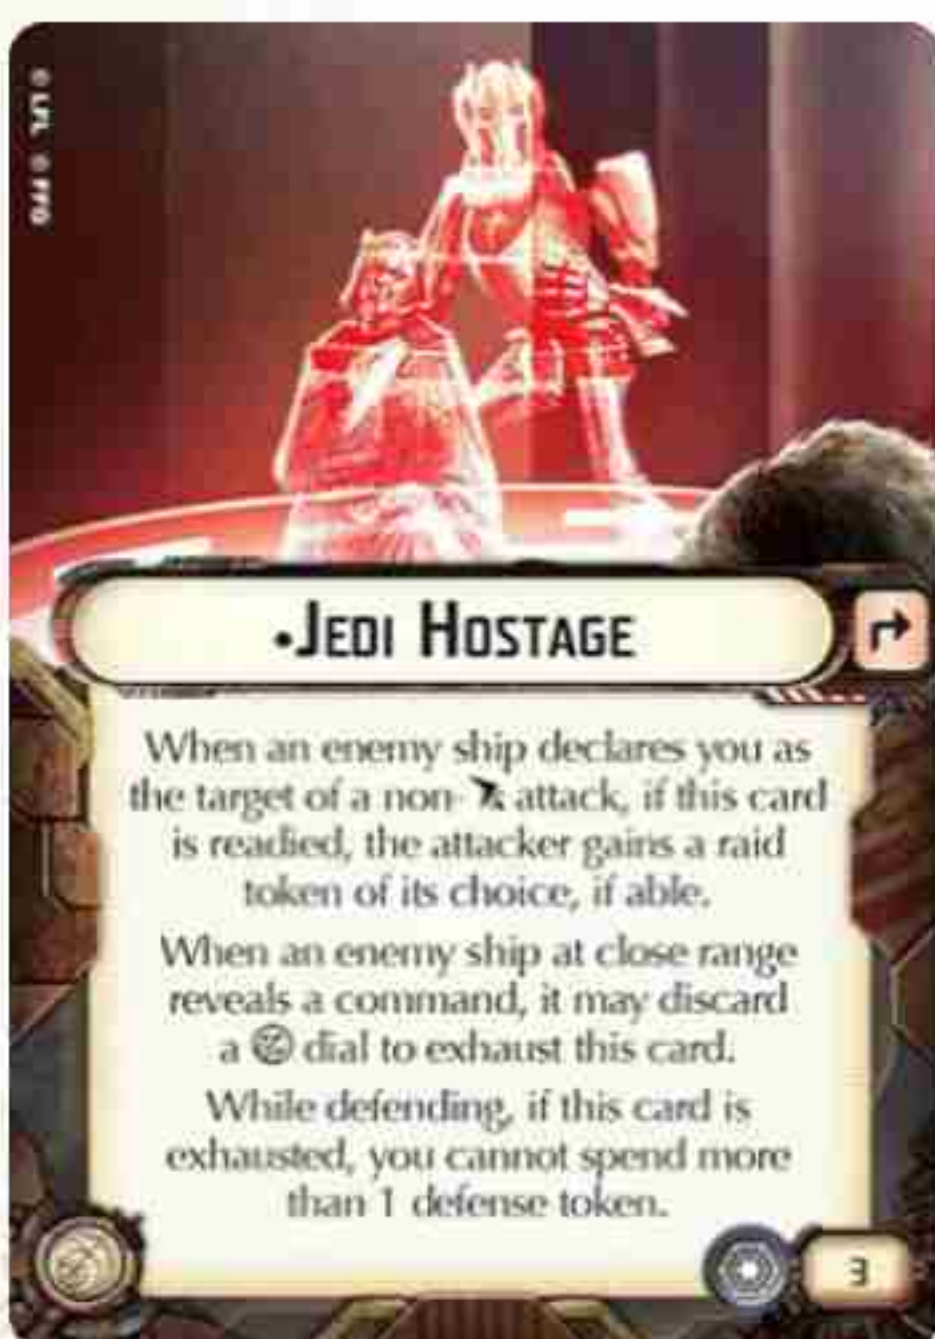 © LFL © FFG
•Jedi Hostage
When an enemy ship declares you as
the target of a non- attack, if this card
is readied, the attacker gains a raid
token of its choice, if able.
When an enemy ship at close range
reveals a command, it may discard
a dial to exhaust this card.
While defending, if this card is
exhausted, you cannot spend more
than 1 defense token.
3